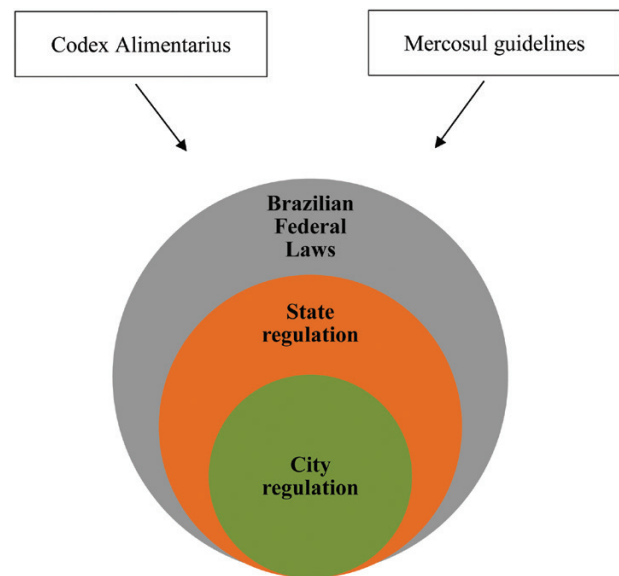 Codex Alimentarius
Mercosul guidelines
Brazilian
Federal
Laws
State
regulation
City
regulation